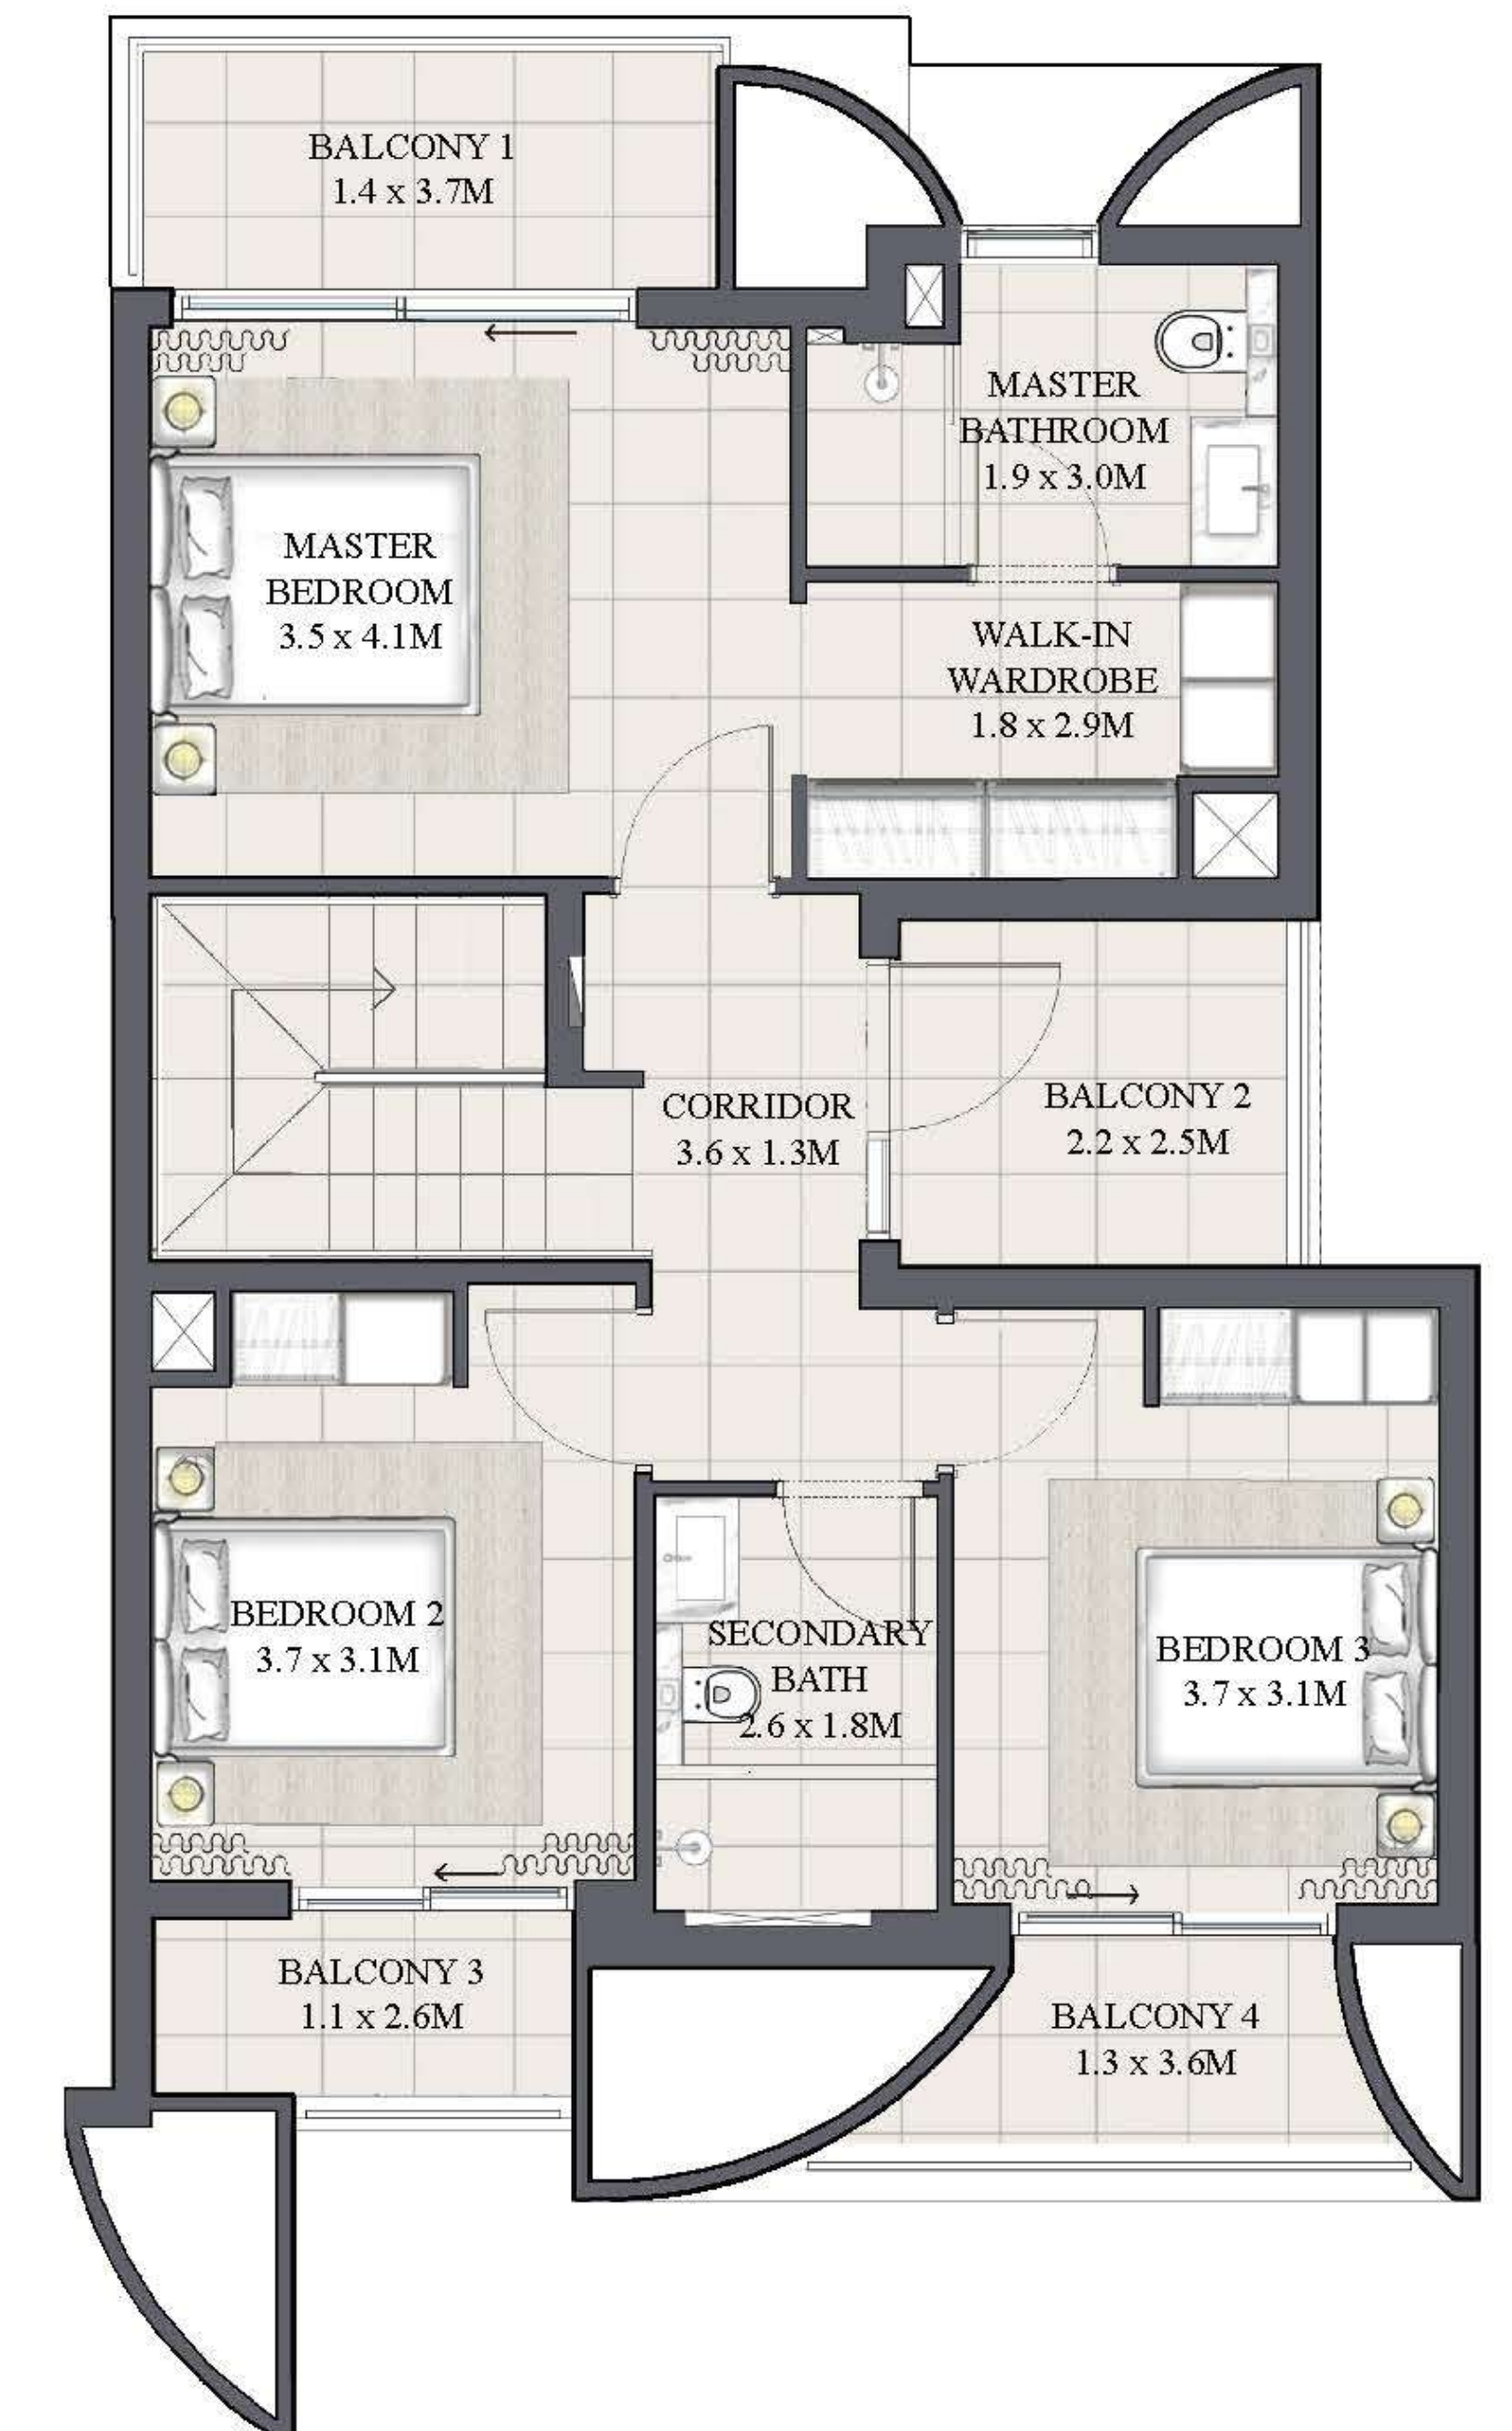 BALCONY 1
1.4 x 3.7M
MASTER
BATHROOM
1.9 x 3.0M
MASTER
BEDROOM
3.5 x 4.1M
WALK-IN
WARDROBE
1.8 x 2.9M
CORRIDOR
3.6 x 1.3M
BALCONY 2
2.2 x 2.5M
BEDROOM 2
3.7 x 3.1M
SECONDARY
BATH
2.6 x 1.8M
BEDROOM 3
3.7 x 3.1M
BALCONY 3
1.1 x 2.6M
BALCONY 4
1.3 x 3.6M